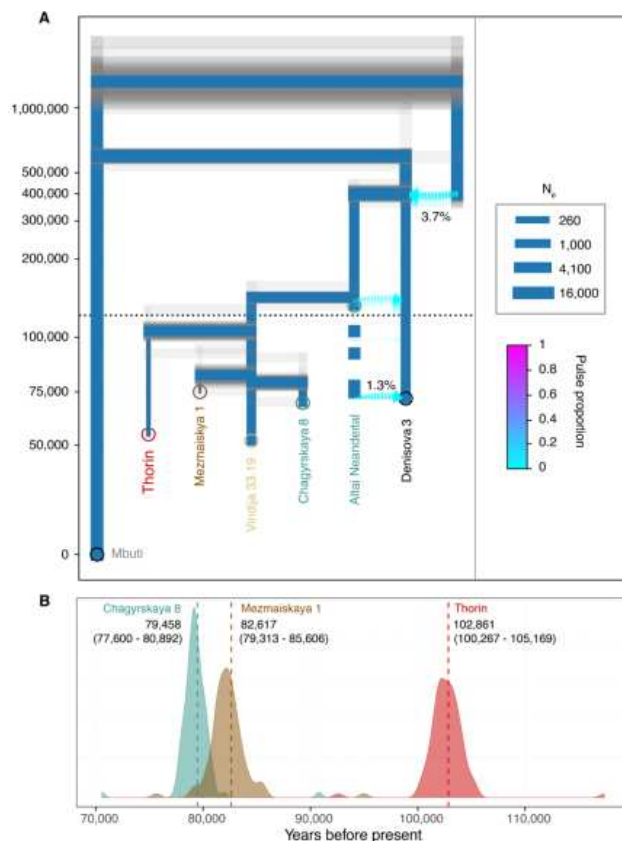 A
1,000,000
500,000
400,000
300,000
200,000
100,000
75,000
50,000
0
3.7%
1.3%
Thorin
Mezmaiskya 1
Vindija 33.19
Chagyrskaya 8
Altai Neandertal
Denisova 3
Mbuti
Ne
260
1,000
4,100
16,000
1
0.8
0.6
0.4
0.2
0
Pulse proportion
B
Chagyrskaya 8
79,458
(77,600 - 80,892)
Mezmaiskaya 1
82,617
(79,313 - 85,606)
Thorin
102,861
(100,267 - 105,169)
70,000
80,000
90,000
100,000
110,000
Years before present